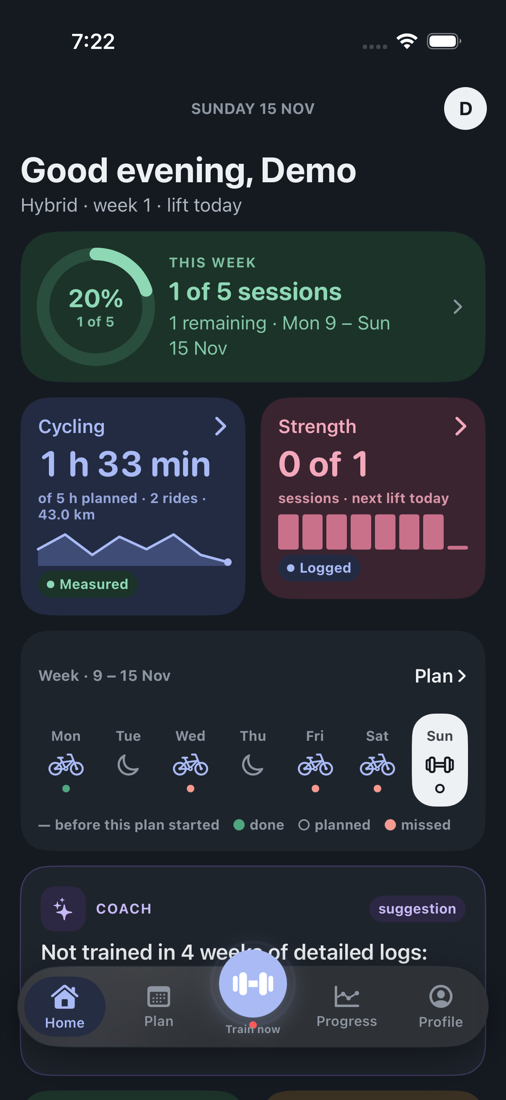 7:22
SUNDAY 15 NOV
D
Good evening, Demo
Hybrid · week 1 · lift today
20%
1 of 5
THIS WEEK
1 of 5 sessions
1 remaining · Mon 9 – Sun
15 Nov
Cycling
1 h 33 min
of 5 h planned · 2 rides ·
43.0 km
Measured
Strength
0 of 1
sessions · next lift today
Logged
Week · 9 – 15 Nov
Plan
Mon Tue Wed Thu Fri Sat Sun
— before this plan started done planned missed
COACH
suggestion
Not trained in 4 weeks of detailed logs:
Home
Plan
Train now
Progress
Profile